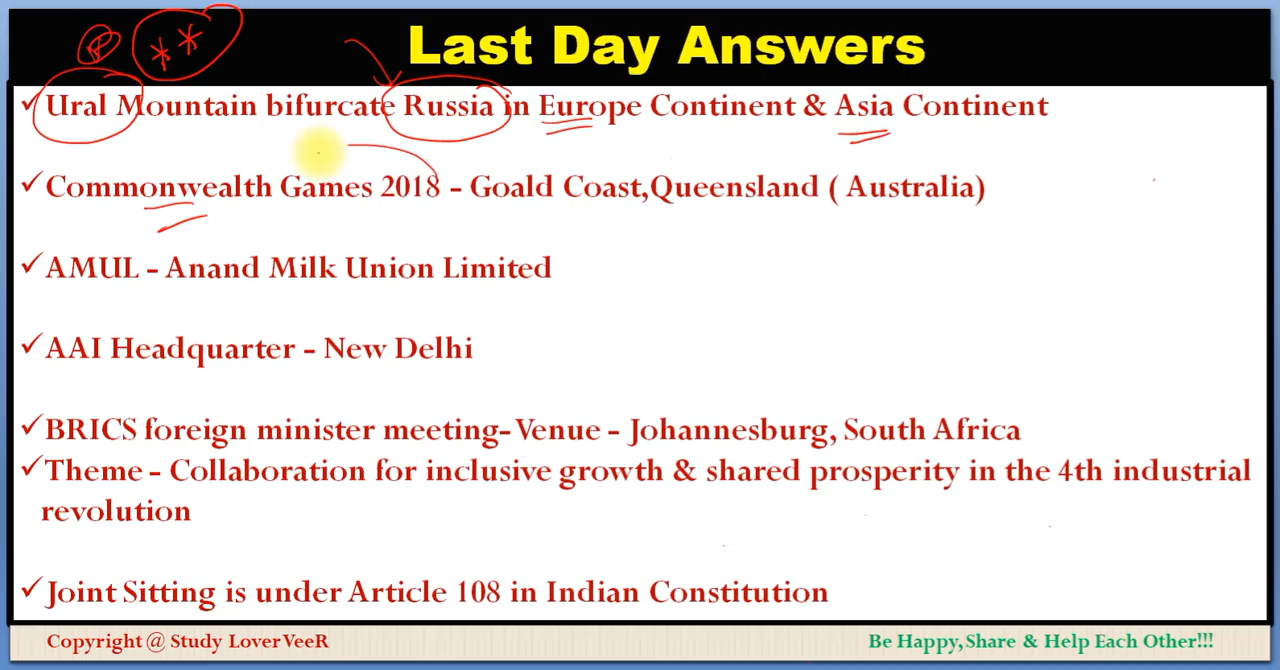 Last Day Answers
✓Ural Mountain bifurcate Russia in Europe Continent & Asia Continent
✓Commonwealth Games 2018 - Goald Coast,Queensland ( Australia)
✓AMUL - Anand Milk Union Limited
✓AAI Headquarter - New Delhi
✓BRICS foreign minister meeting- Venue - Johannesburg, South Africa
✓Theme - Collaboration for inclusive growth & shared prosperity in the 4th industrial
revolution
✓Joint Sitting is under Article 108 in Indian Constitution
Copyright @ Study Lover VeeR
Be Happy,Share & Help Each Other!!!